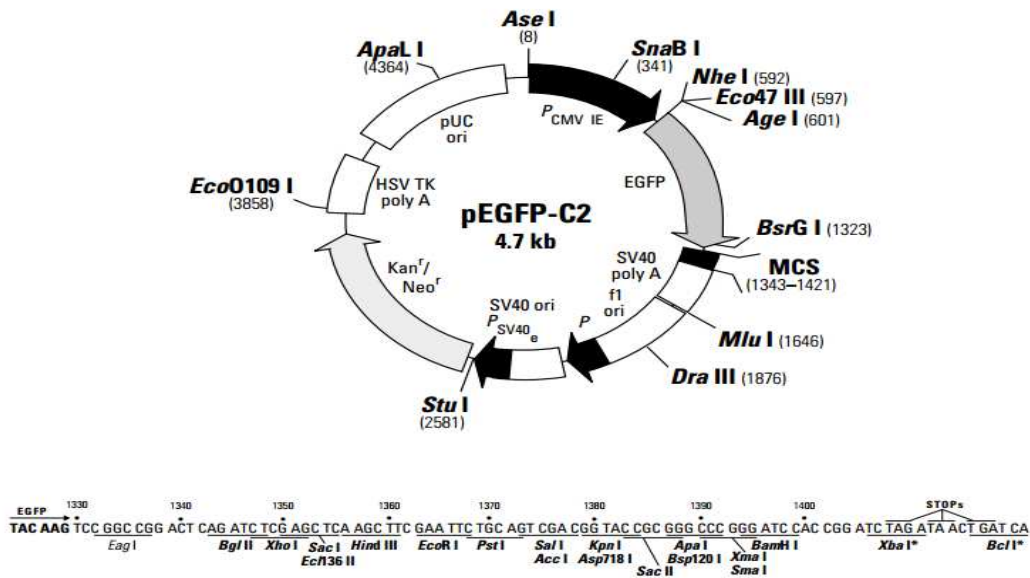 Ase I
(8)
ApaL I
(4364)
SnaB I
(341)
Nhe I (592)
Eco47 III (597)
Age I (601)
P CMV IE
pUC
ori
EcoO109 I
(3858)
HSV TK
poly A
EGFP
pEGFP-C2
4.7 kb
BsrG I (1323)
MCS
(1343–1421)
SV40
poly A
f1
ori
Kanr/
Neor
SV40 ori
P SV40e
P
Mlu I (1646)
Dra III (1876)
Stu I
(2581)
1330 1340 1350 1360 1370 1380 1390 1400 STOPs
EGFP
TAC AAG TCC GGC CGG ACT CAG ATC TCG AGC TCA AGC TTC GAA TTC TGC AGT CGA CGG TAC CGC GGG CCC GGG ATC CAC CGG ATC TAG ATA ACT GAT CA
Eag I Bgl II Xho I Sac I Hind III EcoR I Pst I Sal I Kpn I Apa I Xma I BamH I Xba I* Bcl I*
Ecl136 II Acc I Asp718 I Sac II Bsp120 I Sma I